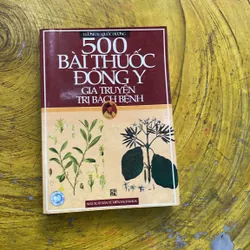 500
BÀI THUỐC
ĐÔNG Y
GIA TRUYỀN
TRỊ BÁCH BỆNH